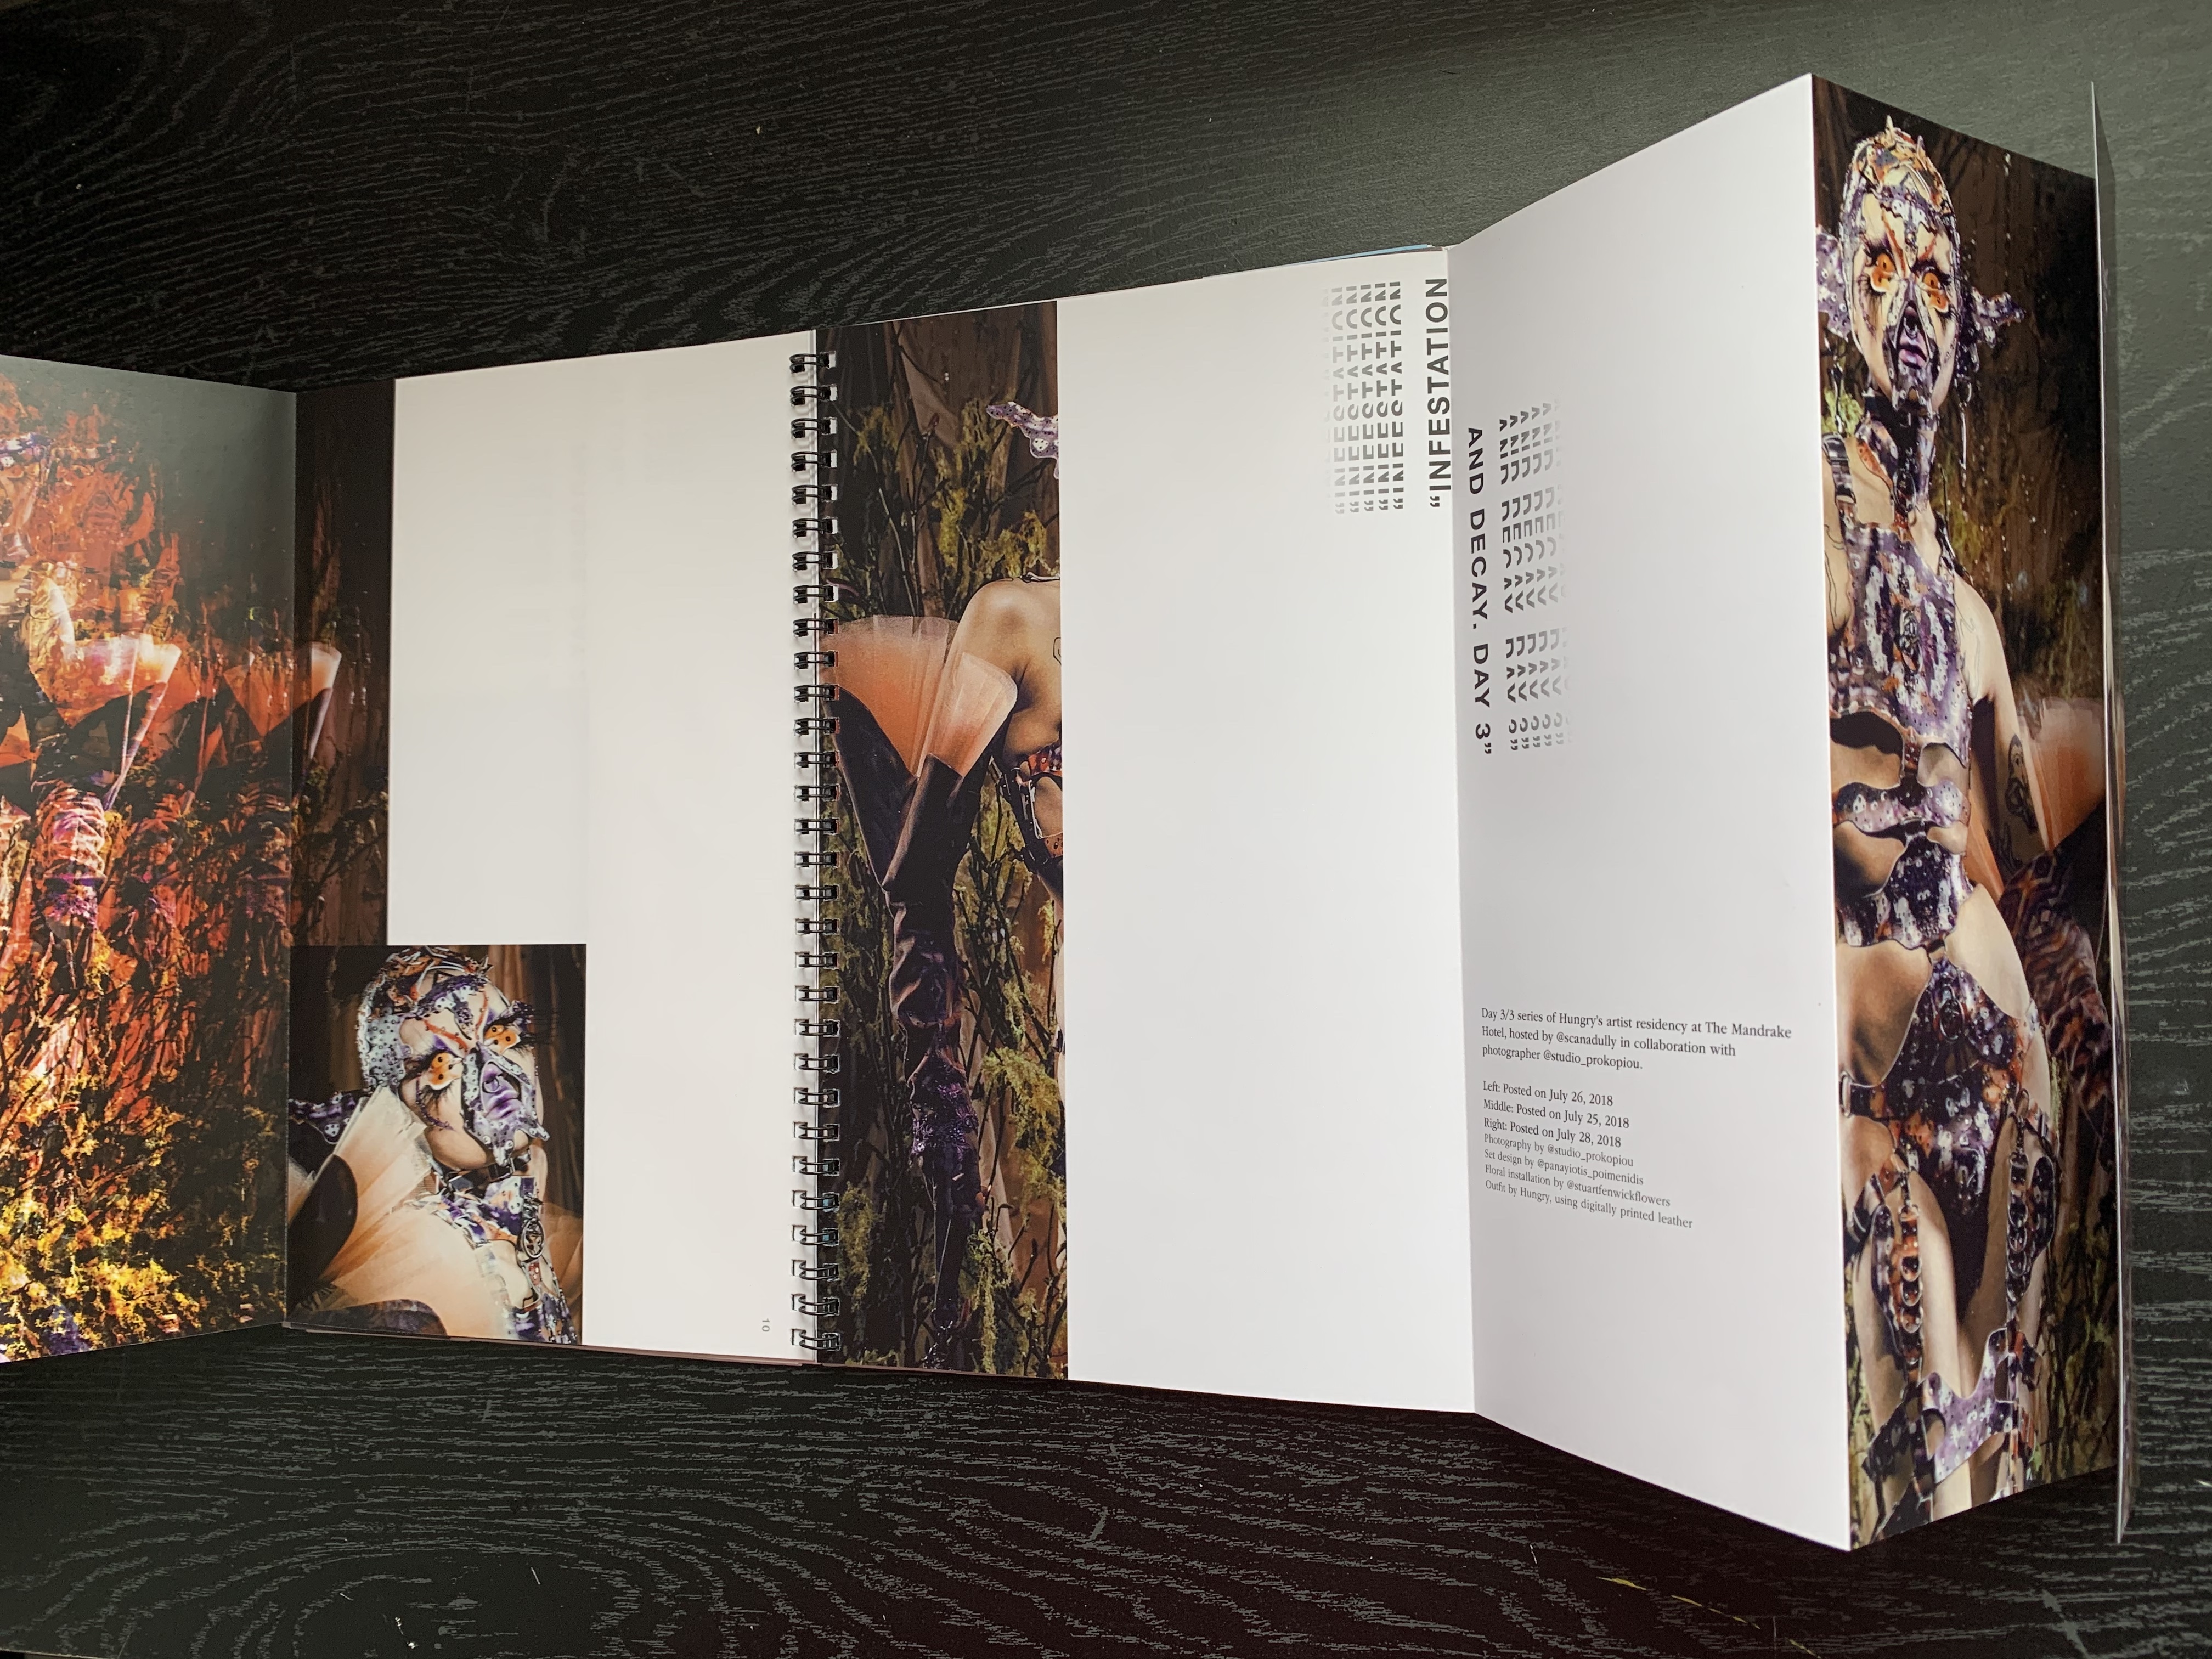 "INFESTATION
AND DECAY. DAY 3"
Day 3/3 series of Hungry's artist residency at The Mandrake
Hotel, hosted by @scanadully in collaboration with
photographer @studio_prokopiou.
Left: Posted on July 26, 2018
Middle: Posted on July 25, 2018
Right: Posted on July 28, 2018
Photography by @studio_prokopiou
Set design by @panayiotis_poimenidis
Floral installation by @stuartfenwickflowers
Outfit by Hungry, using digitally printed leather
10